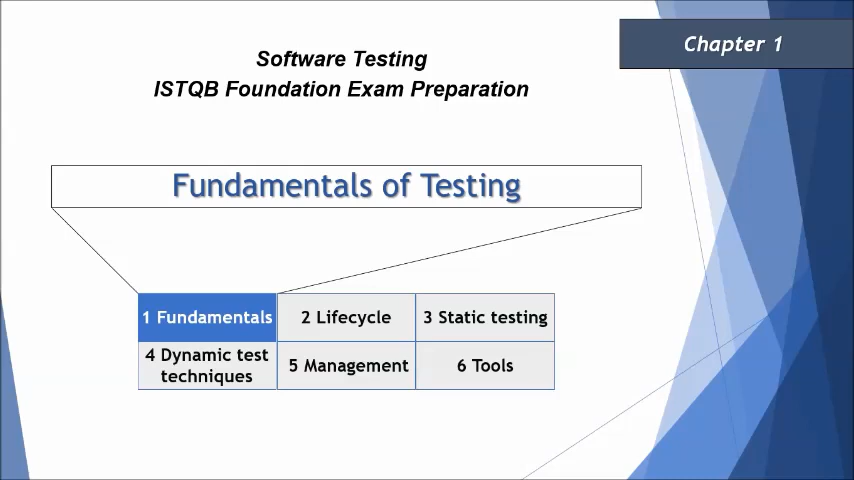 Chapter 1
Software Testing
ISTQB Foundation Exam Preparation
Fundamentals of Testing
1 Fundamentals
2 Lifecycle
3 Static testing
4 Dynamic test
techniques
5 Management
6 Tools